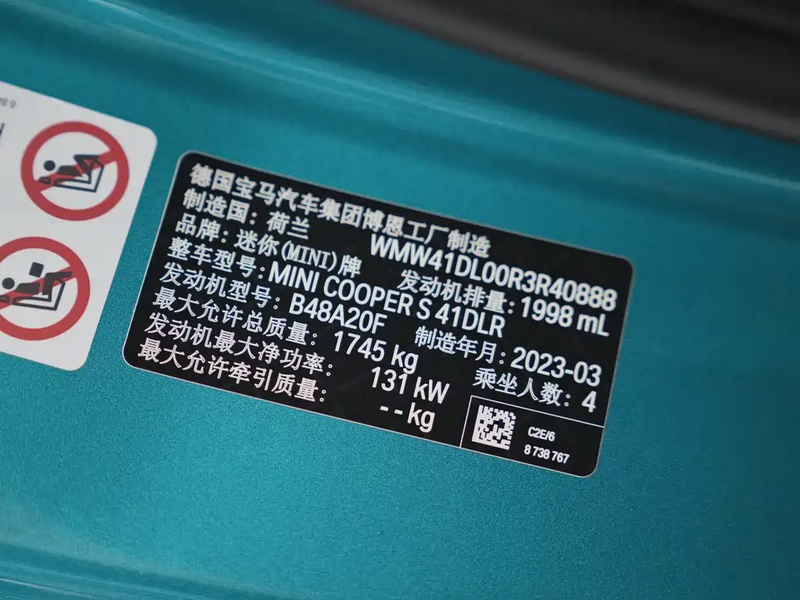 德国宝马汽车集团博恩工厂制造
制造国：荷兰 WMW41DL00R3R40888
品牌：迷你(MINI)牌 发动机排量：1998 mL
整车型号：MINI COOPER S 41DLR
发动机型号：B48A20F 制造年月：2023-03
最大允许总质量：1745 kg 乘坐人数：4
发动机最大净功率：131 kW
最大允许牵引质量：--kg
C2E/6
8 738 767